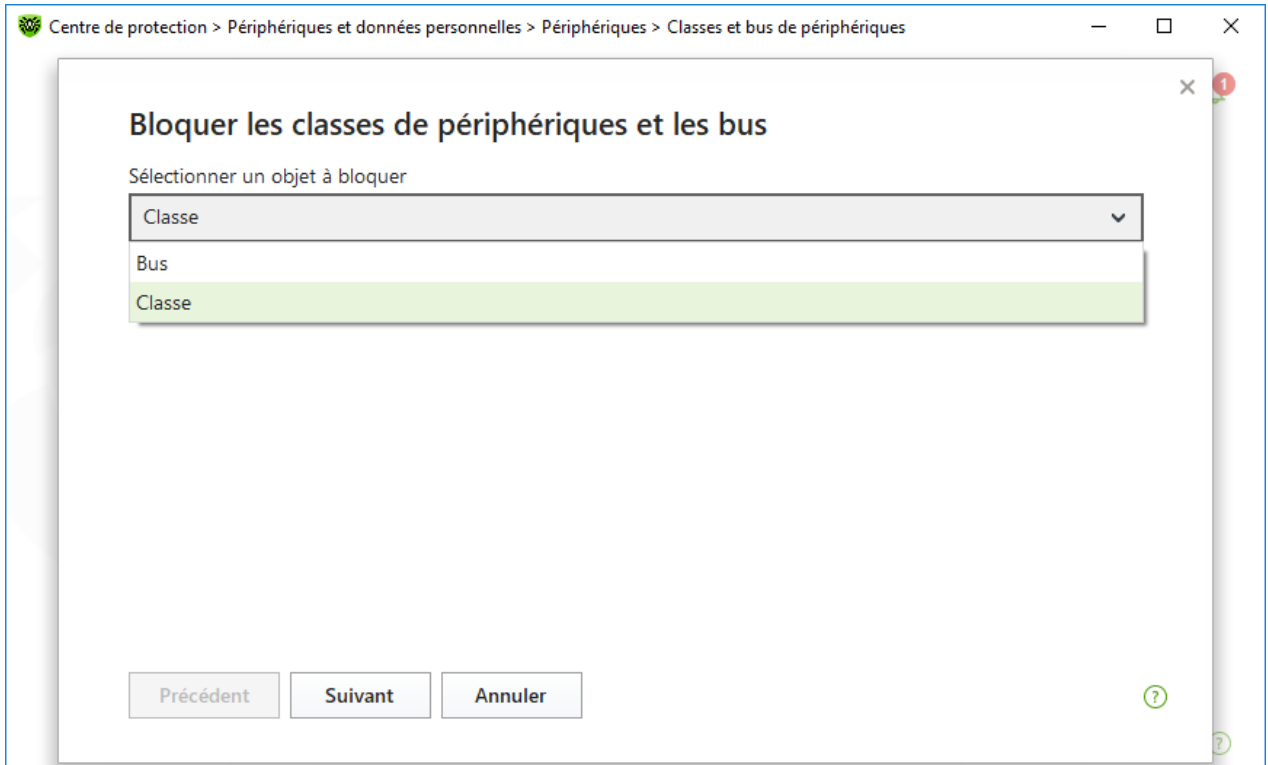 Centre de protection > Périphériques et données personnelles > Périphériques > Classes et bus de périphériques
1
Bloquer les classes de périphériques et les bus
Sélectionner un objet à bloquer
Classe
Bus
Classe
Précédent Suivant Annuler ?
?